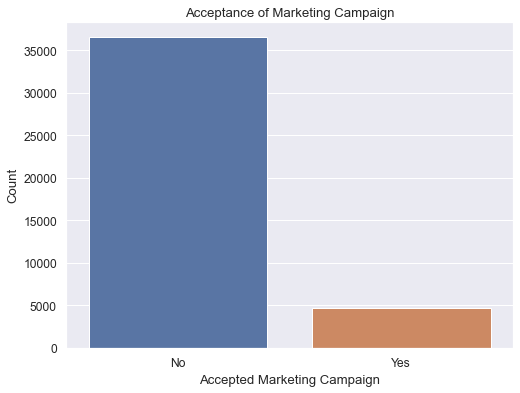 Acceptance of Marketing Campaign
35000
30000
25000
20000
15000
10000
5000
0
Count
No Yes
Accepted Marketing Campaign